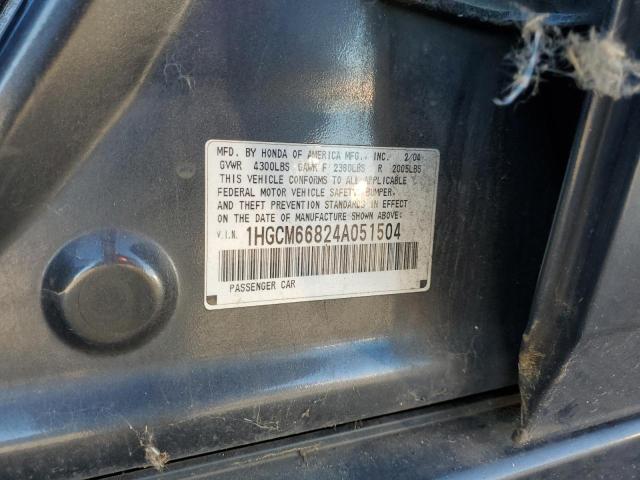 MFD. BY HONDA OF AMERICA MFG., INC. 2/04
GVWR 4300LBS GAWR F 2380LBS R 2005LBS
THIS VEHICLE CONFORMS TO ALL APPLICABLE
FEDERAL MOTOR VEHICLE SAFETY, BUMPER,
AND THEFT PREVENTION STANDARDS IN EFFECT
ON THE DATE OF MANUFACTURE SHOWN ABOVE.
V.I.N. 1HGCM66824A051504
PASSENGER CAR